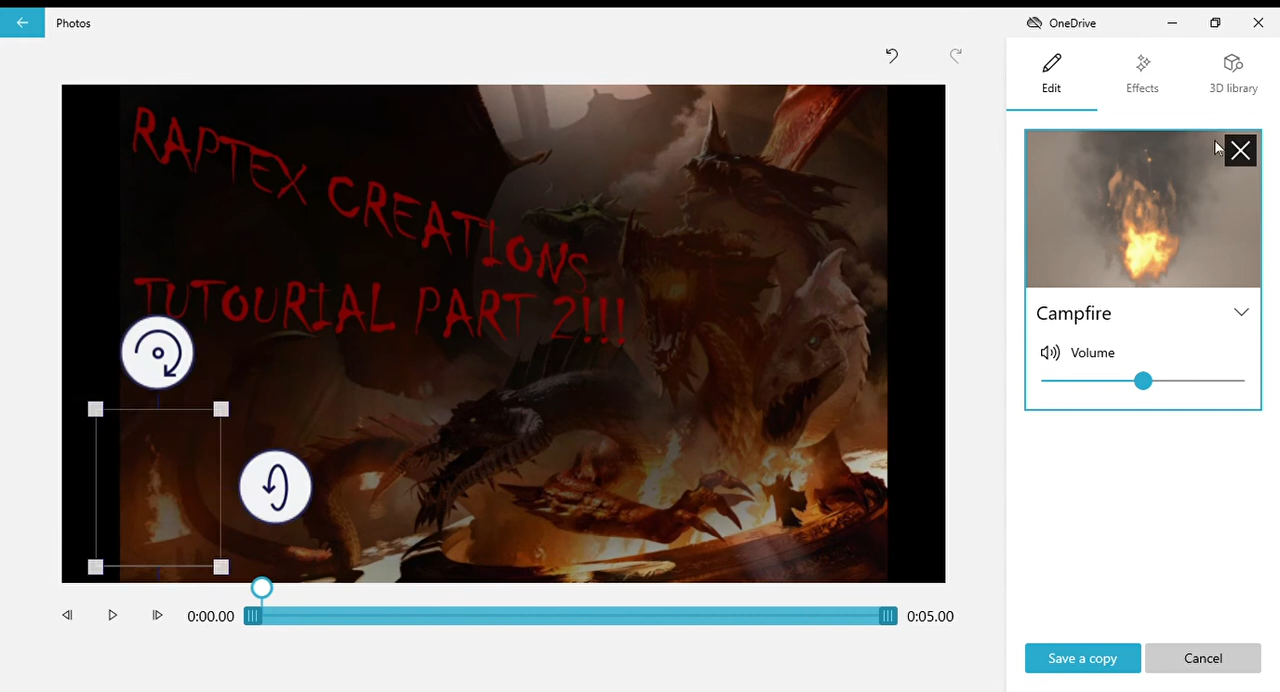 Photos
OneDrive
Edit
Effects
3D library
RAPTEX CREATIONS
TUTOURIAL PART 2!!!
Campfire
Volume
0:00.00
0:05.00
Save a copy
Cancel